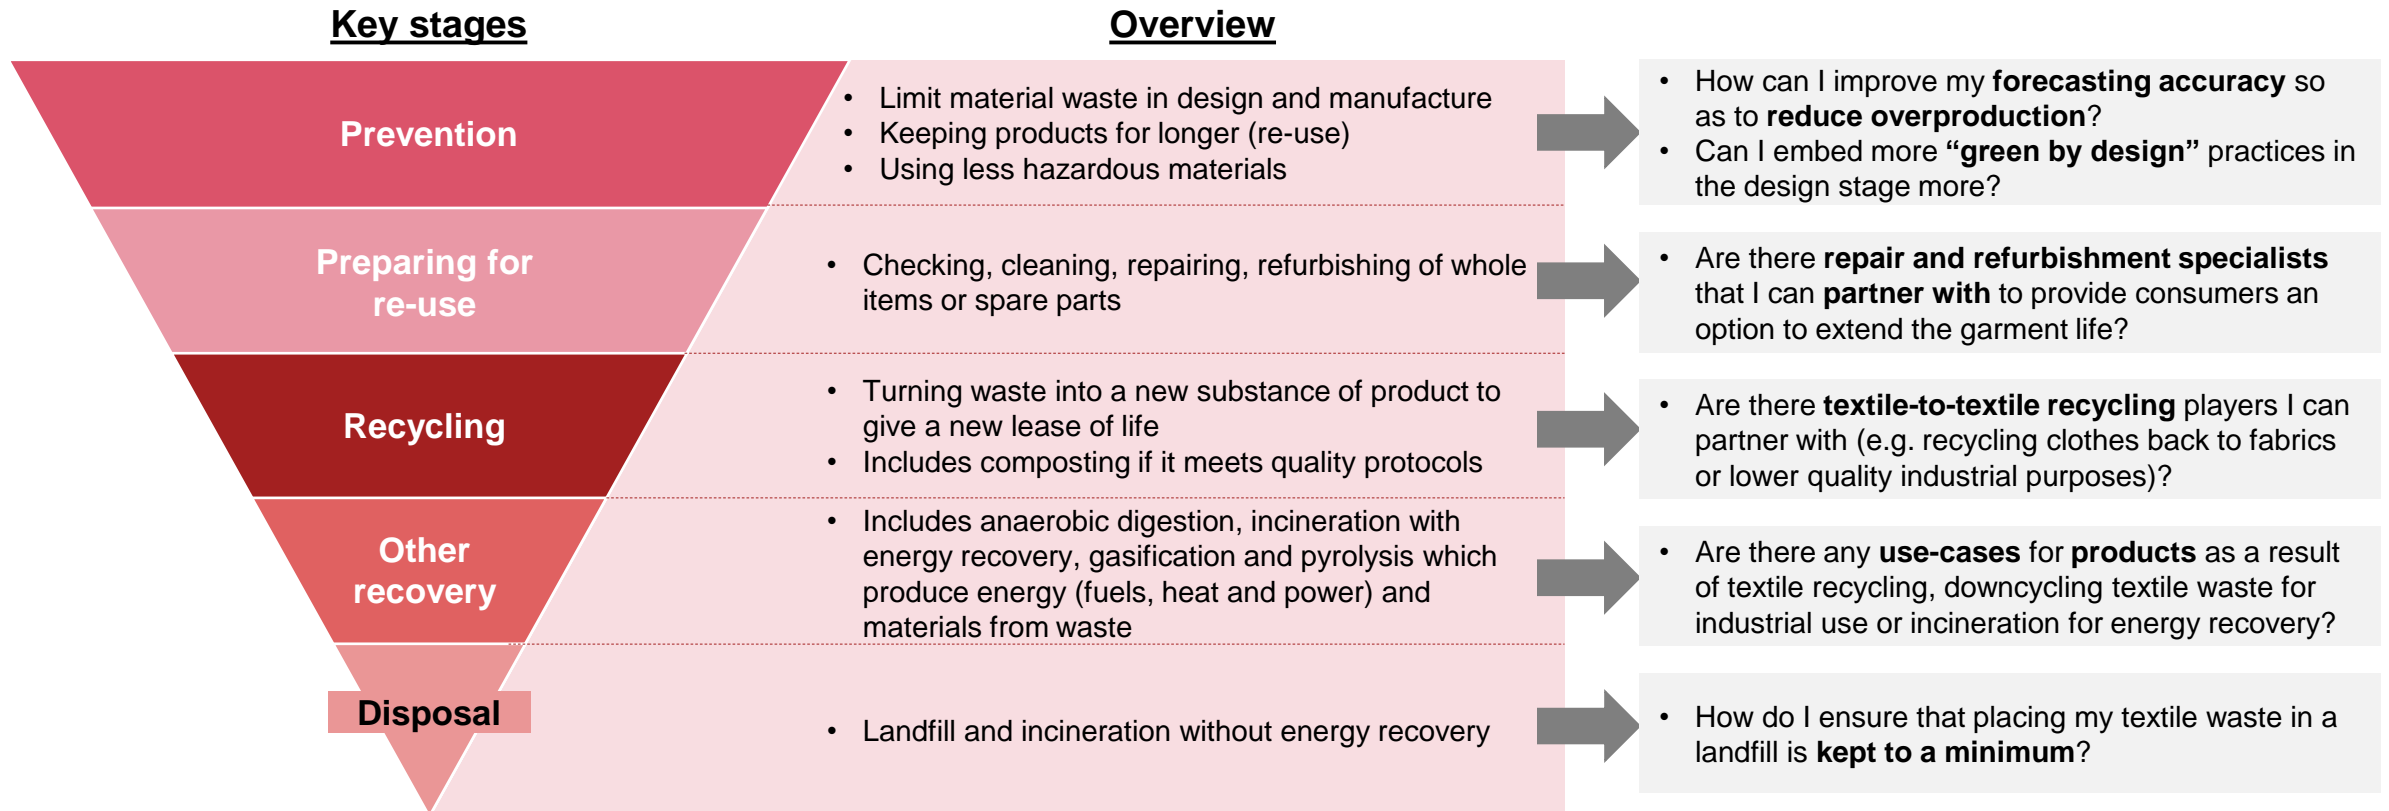 Key stages
Overview
Prevention
• Limit material waste in design and manufacture
• Keeping products for longer (re-use)
• Using less hazardous materials
• How can I improve my forecasting accuracy so
as to reduce overproduction?
• Can I embed more “green by design” practices in
the design stage more?
Preparing for
re-use
• Checking, cleaning, repairing, refurbishing of whole
items or spare parts
• Are there repair and refurbishment specialists
that I can partner with to provide consumers an
option to extend the garment life?
Recycling
• Turning waste into a new substance of product to
give a new lease of life
• Includes composting if it meets quality protocols
• Are there textile-to-textile recycling players I can
partner with (e.g. recycling clothes back to fabrics
or lower quality industrial purposes)?
Other
recovery
• Includes anaerobic digestion, incineration with
energy recovery, gasification and pyrolysis which
produce energy (fuels, heat and power) and
materials from waste
• Are there any use-cases for products as a result
of textile recycling, downcycling textile waste for
industrial use or incineration for energy recovery?
Disposal
• Landfill and incineration without energy recovery
• How do I ensure that placing my textile waste in a
landfill is kept to a minimum?